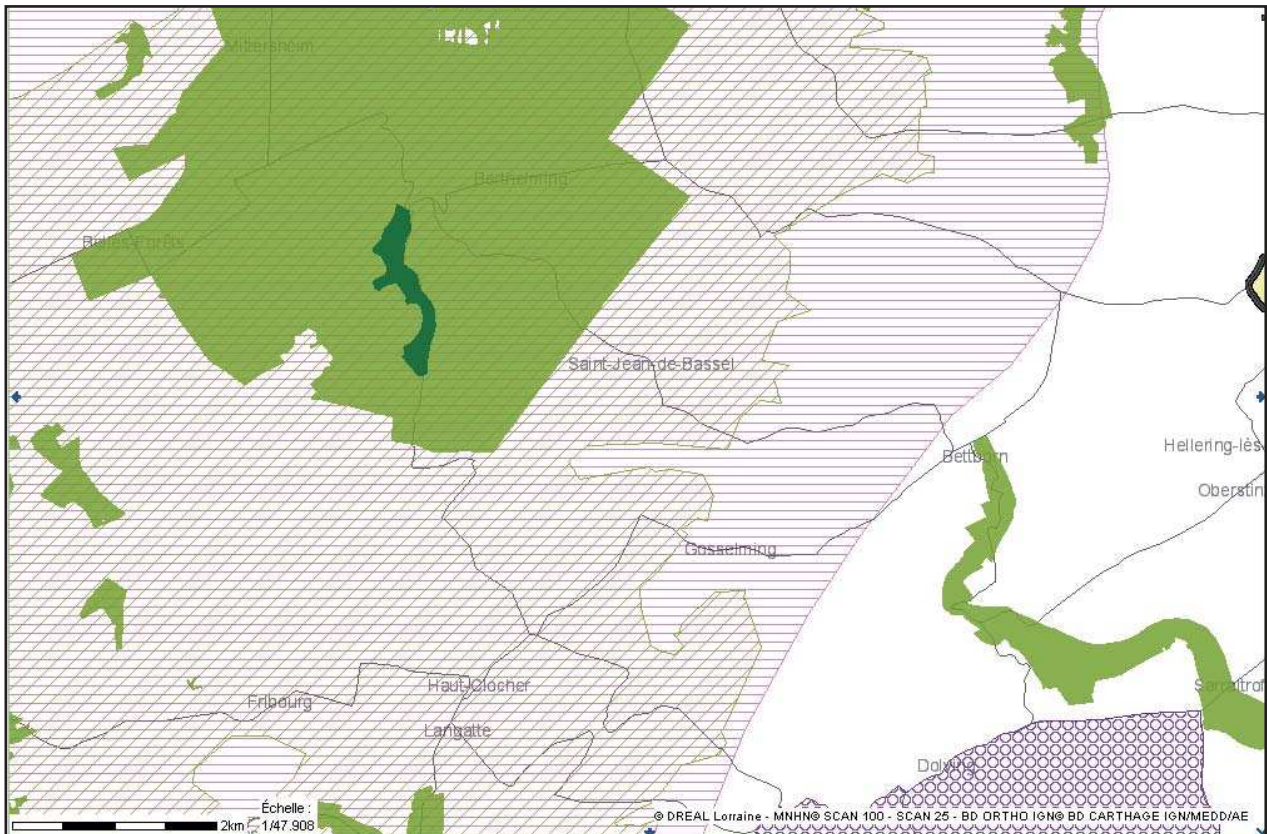 Mittersheim
Berthelming
Belles-Forêts
Saint-Jean-de-Bassel
Hellering-lès
Bettborn
Oberstin
Gosselming
Haut-Clocher
Sarraltrof
Fribourg
Langatte
Dolving
Échelle :
2km
1/47.908
© DREAL Lorraine - MNHN© SCAN 100 - SCAN 25 - BD ORTHO IGN© BD CARTHAGE IGN/MEDD/AE